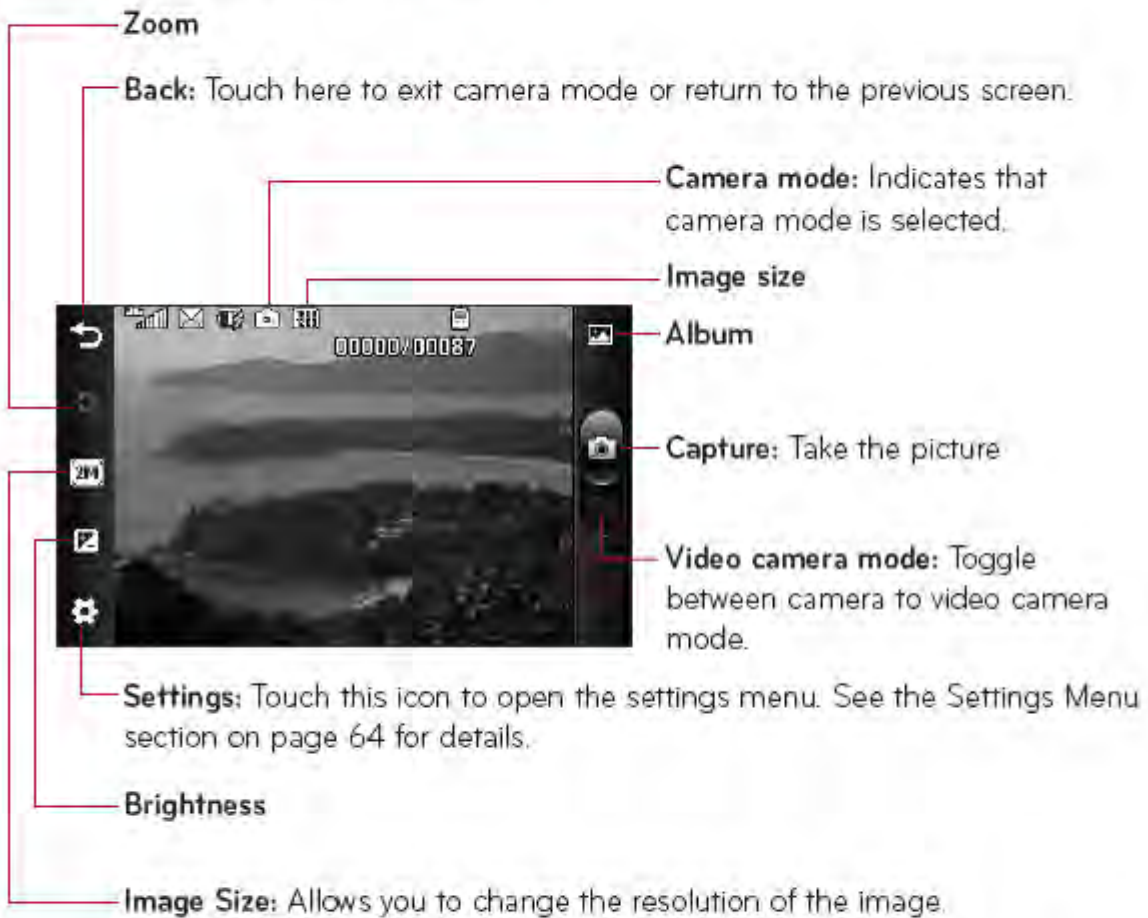 Zoom
Back: Touch here to exit camera mode or return to the previous screen.
Camera mode: Indicates that
camera mode is selected.
Image size
00000/00087
Album
2M
Capture: Take the picture
Video camera mode: Toggle
between camera to video camera
mode.
Settings: Touch this icon to open the settings menu. See the Settings Menu
section on page 64 for details.
Brightness
Image Size: Allows you to change the resolution of the image.